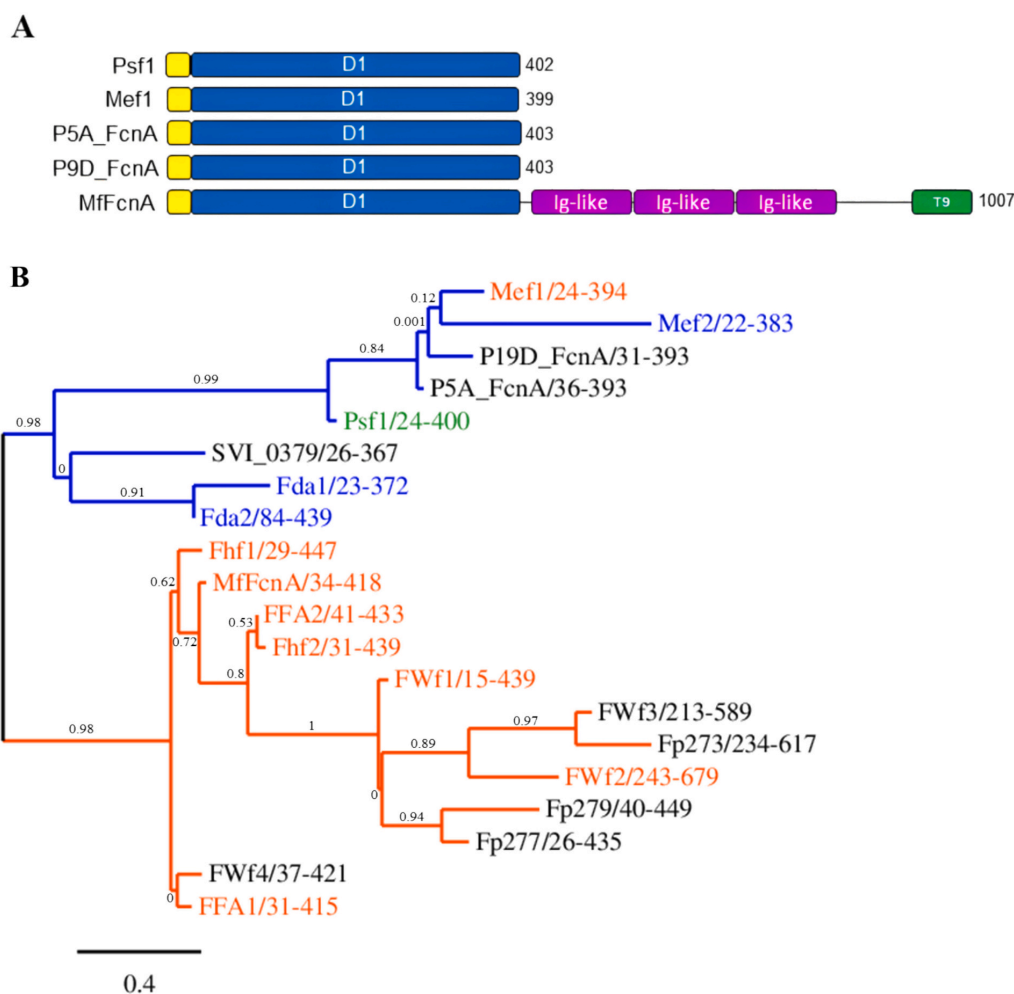 A
Psf1 D1 402
Mef1 D1 399
P5A_FcnA D1 403
P9D_FcnA D1 403
MfFcnA D1 Ig-like Ig-like Ig-like T9 1007
B
0.12 Mef1/24-394
0.001 Mef2/22-383
0.84 P19D_FcnA/31-393
0.99 P5A_FcnA/36-393
0.98 Psf1/24-400
SVI_0379/26-367
0
0.91 Fda1/23-372
Fda2/84-439
Fhf1/29-447
0.62 MfFcnA/34-418
0.53 FFA2/41-433
0.72 Fhf2/31-439
0.8 FWf1/15-439
0.98 1 0.97 FWf3/213-589
0.89 Fp273/234-617
FWf2/243-679
0 Fp279/40-449
0.94 Fp277/26-435
FWf4/37-421
0 FFA1/31-415
0.4